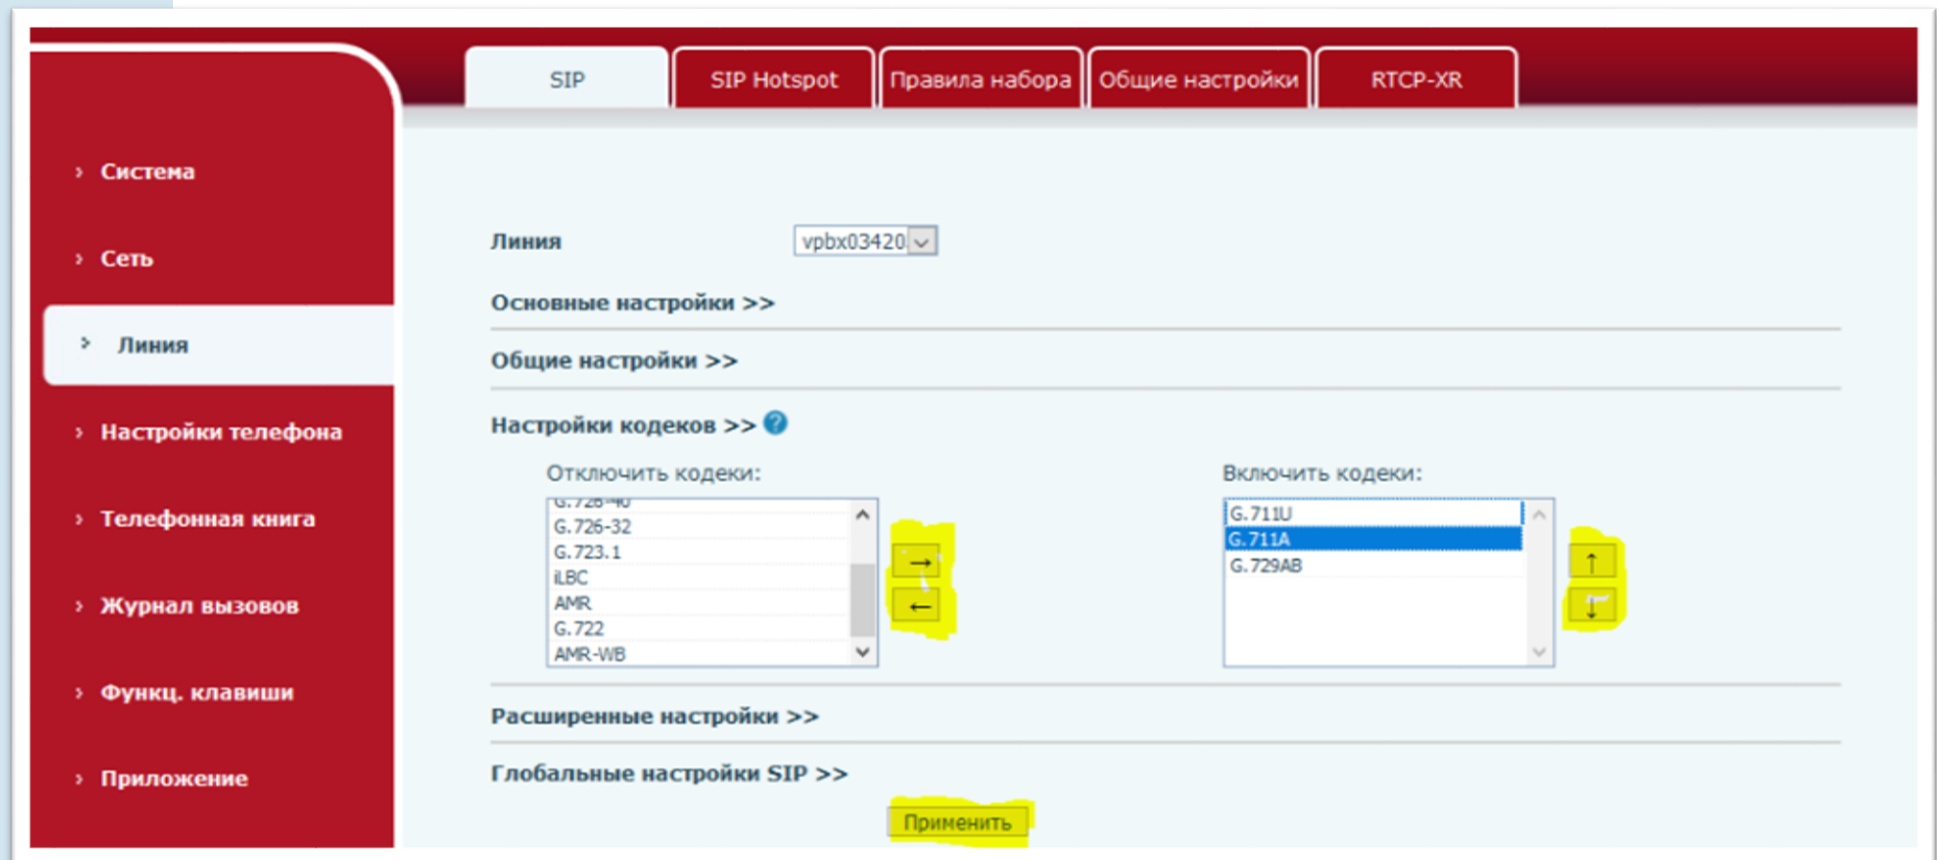 SIP
SIP Hotspot
Правила набора
Общие настройки
RTCP-XR
Система
Сеть
Линия
Настройки телефона
Телефонная книга
Журнал вызовов
Функц. клавиши
Приложение
Линия
vpbx03420
Основные настройки >>
Общие настройки >>
Настройки кодеков >> ?
Отключить кодеки:
G.726-40
G.726-32
G.723.1
iLBC
AMR
G.722
AMR-WB
→
←
Включить кодеки:
G.711U
G.711A
G.729AB
↑
↓
Расширенные настройки >>
Глобальные настройки SIP >>
Применить